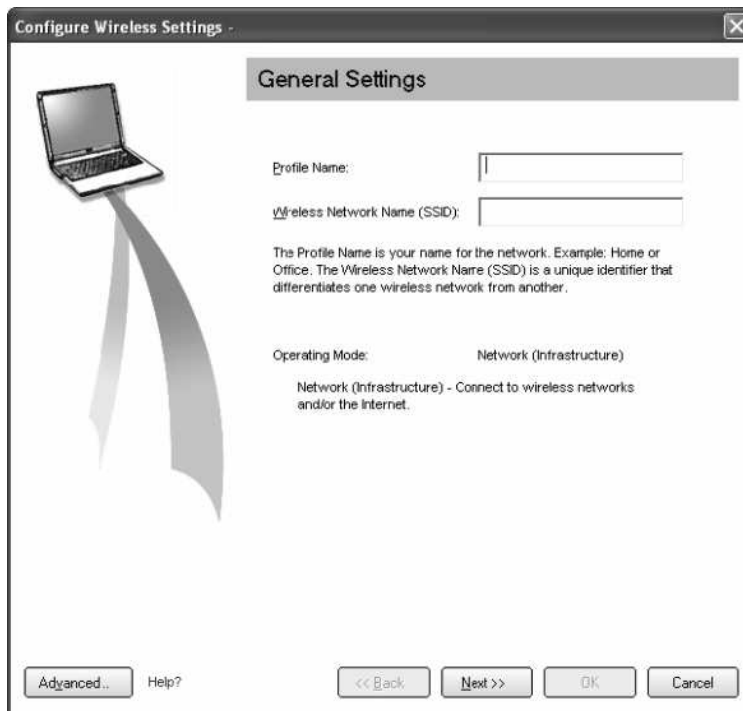 Configure Wireless Settings -
General Settings
Profile Name:
Wireless Network Name (SSID):
The Profile Name is your name for the network. Example: Home or
Office. The Wireless Network Name (SSID) is a unique identifier that
differentiates one wireless network from another.
Operating Mode: Network (Infrastructure)
Network (Infrastructure) - Connect to wireless networks
and/or the Internet.
Advanced.. Help? << Back Next >> OK Cancel